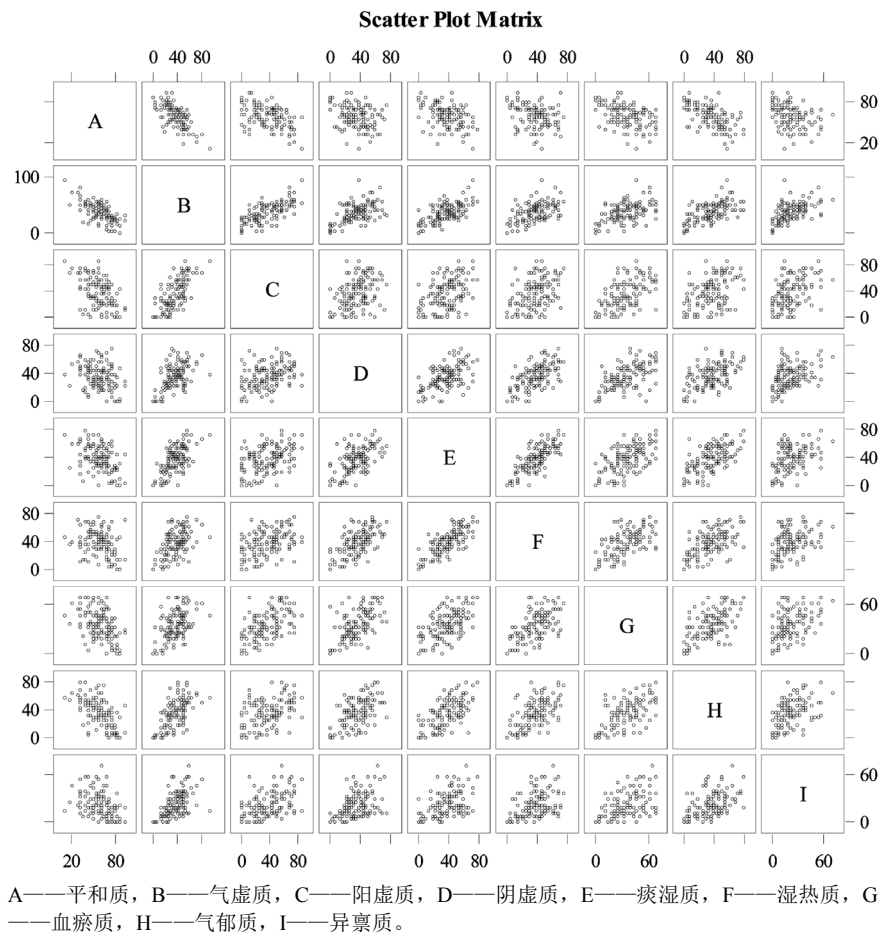 Scatter Plot Matrix
0 40 80 0 40 80 0 40 80 0 40 80
A 80 20
100 0 B
C 80 40 0
80 40 0 D
E 80 40 0
80 40 0 F
G 60 0
80 40 0 H
I 60 0
20 80 0 40 80 0 40 80 0 60 0 60
A——平和质，B——气虚质，C——阳虚质，D——阴虚质，E——痰湿质，F——湿热质，G
——血瘀质，H——气郁质，I——异禀质。